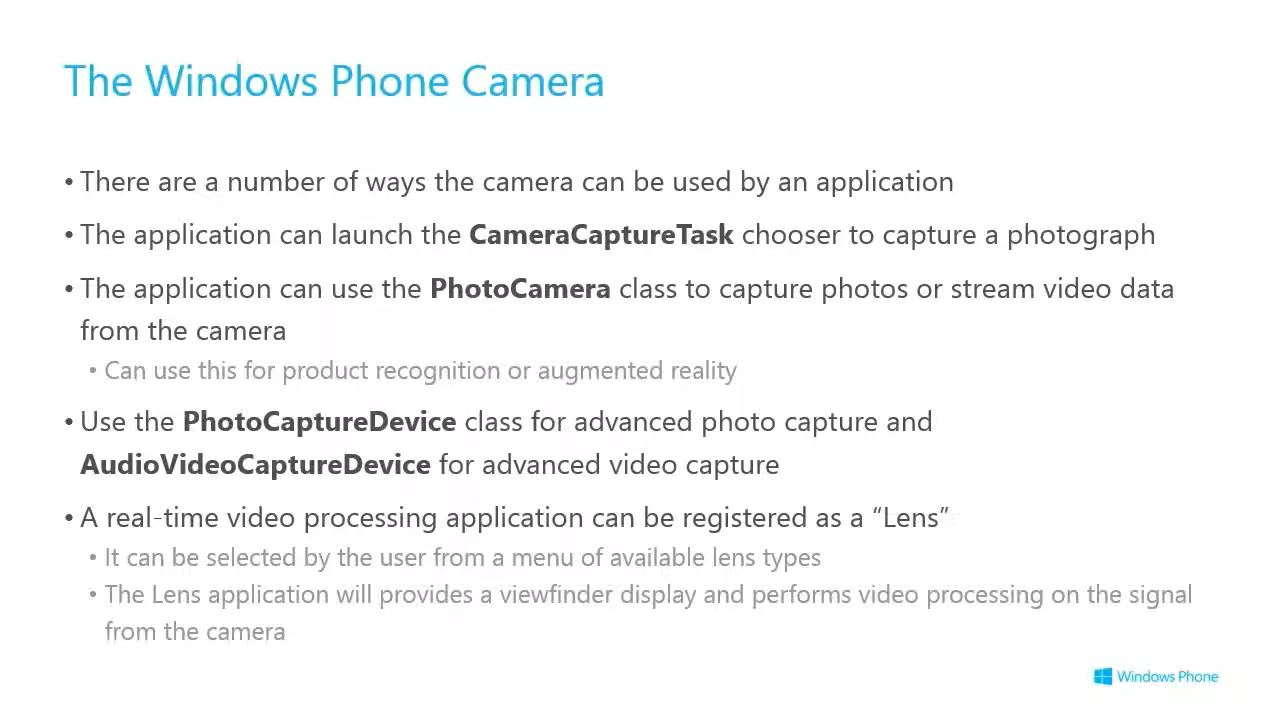 The Windows Phone Camera
• There are a number of ways the camera can be used by an application
• The application can launch the CameraCaptureTask chooser to capture a photograph
• The application can use the PhotoCamera class to capture photos or stream video data
from the camera
• Can use this for product recognition or augmented reality
• Use the PhotoCaptureDevice class for advanced photo capture and
AudioVideoCaptureDevice for advanced video capture
• A real-time video processing application can be registered as a “Lens”
• It can be selected by the user from a menu of available lens types
• The Lens application will provides a viewfinder display and performs video processing on the signal
from the camera
Windows Phone